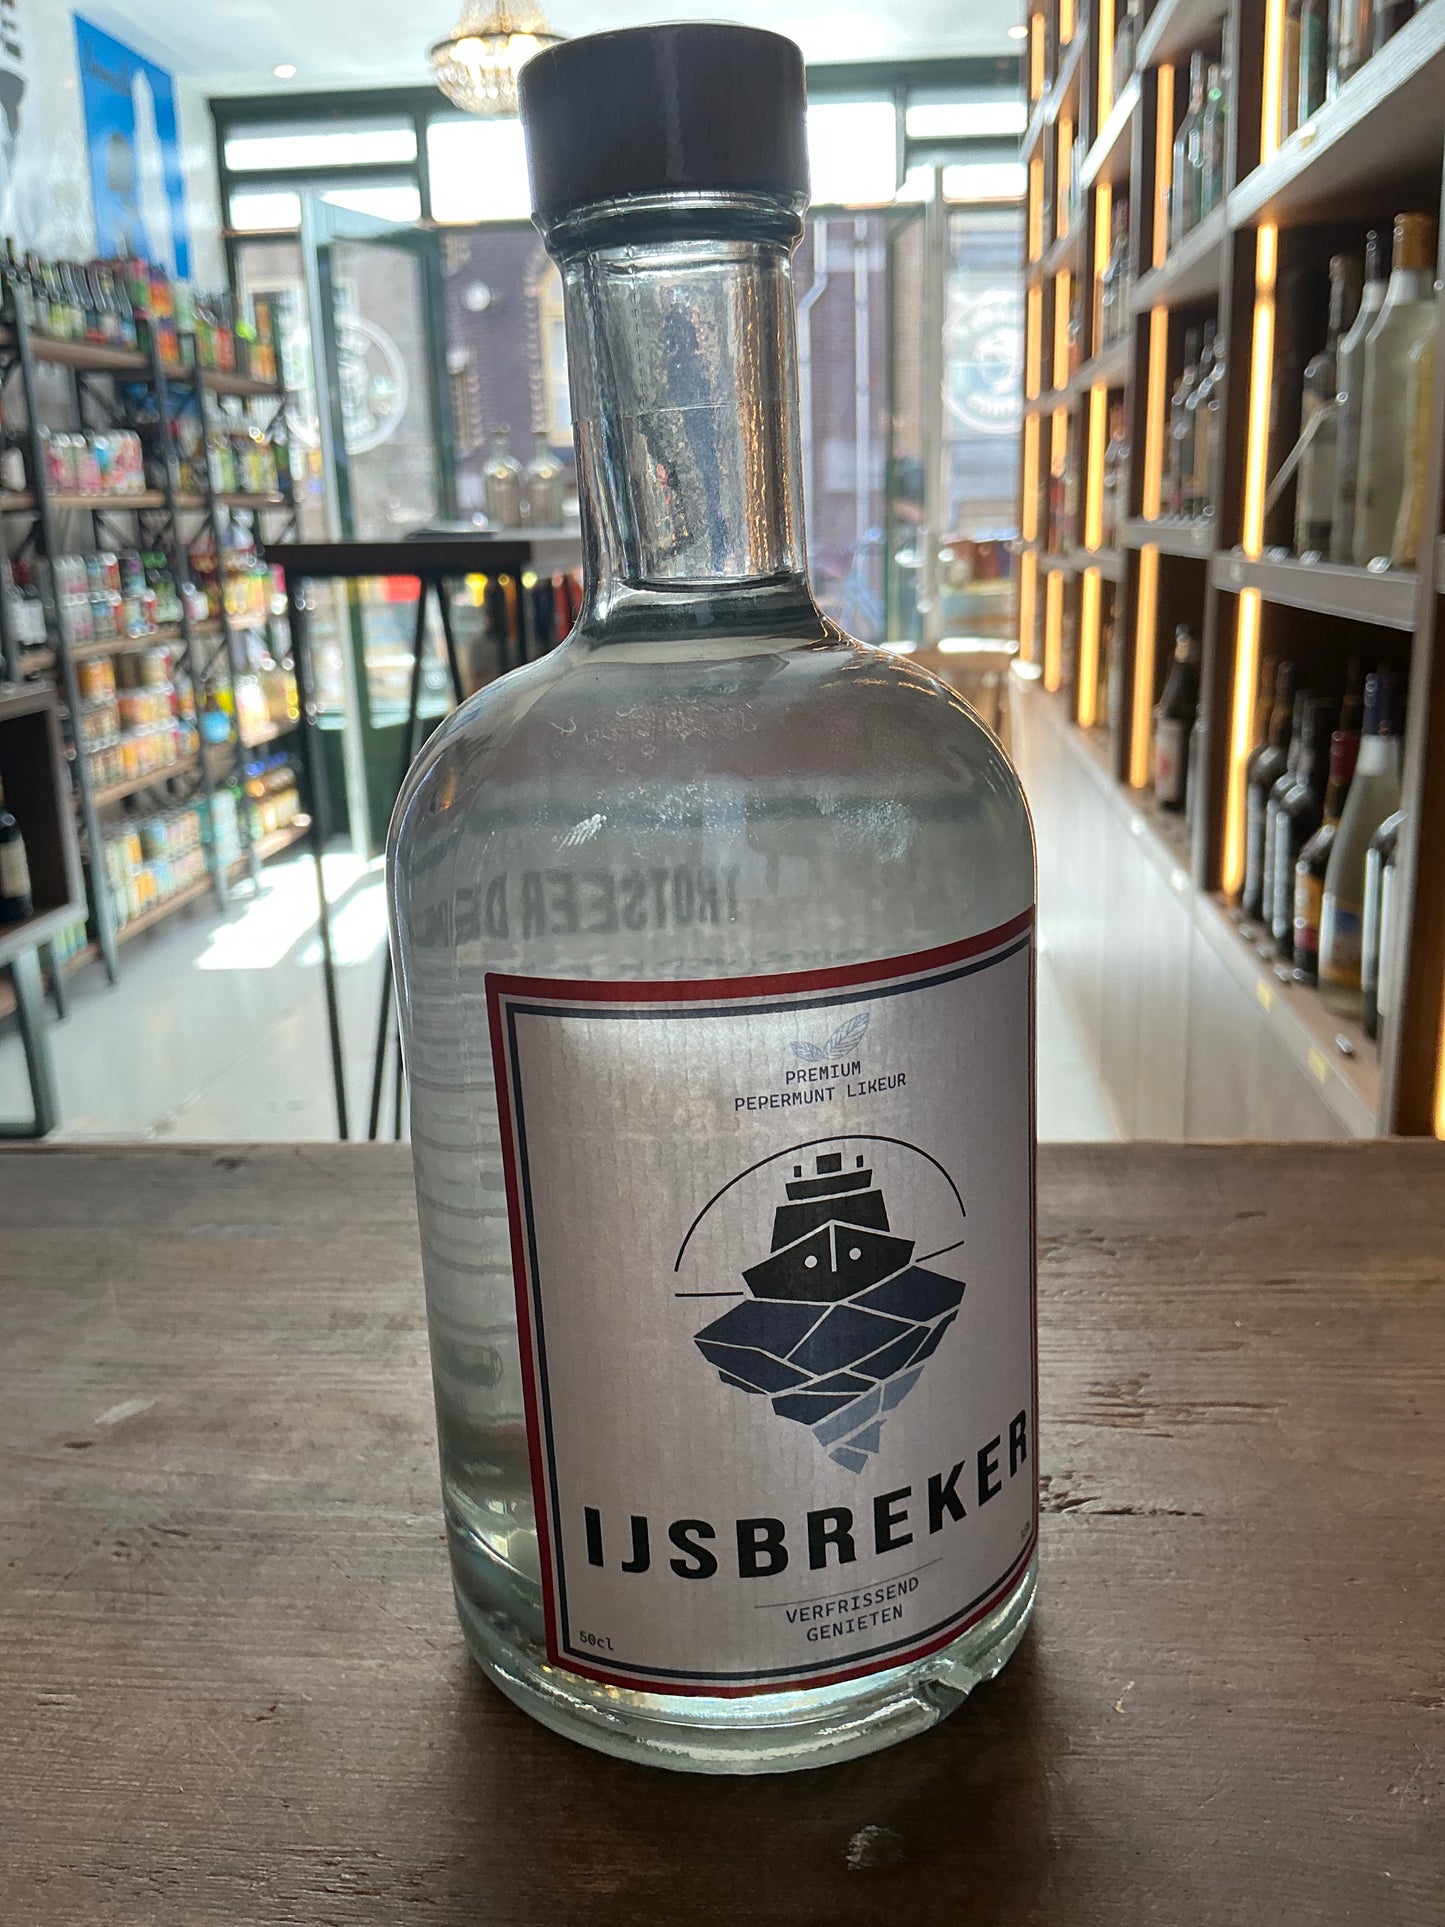 PREMIUM
PEPERMUNT LIKEUR
IJSBREKER
VERFRISSEND
GENIETEN
50cl